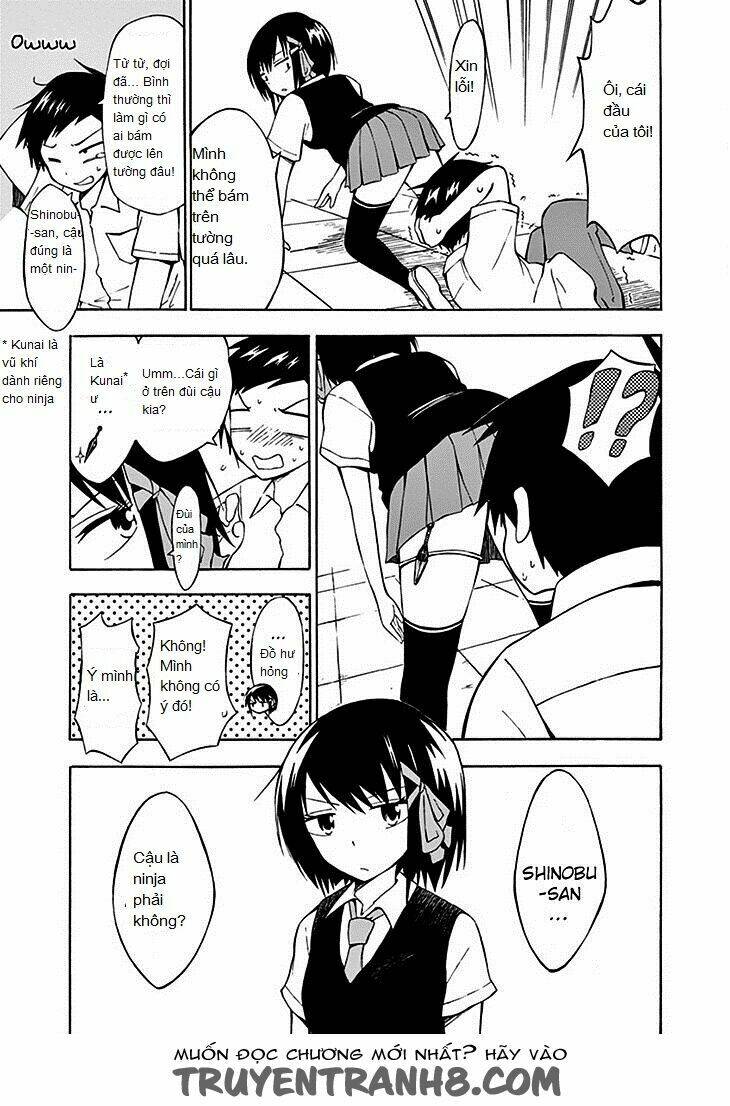 Ôi, cái
đầu
của tôi!
Xin
lỗi!
Mình
không
thể bám
trên
tường
quá lâu.
Owww
Từ từ, đợi
đã... Bình
thường thì
làm gì có
ai bám
được lên
tường đâu!
Shinobu-
-san, cậu
đúng là
một nin-
!?
Umm...Cái gì
ở trên đùi cậu
kia?
Là
Kunai*
ư
...
* Kunai là
vũ khí
dành riêng
cho ninja
Đùi
của
mình
?
...
Đồ hư
hỏng
Không!
Mình
không có
ý đó!
Ý mình
là...
SHINOBU
-SAN
...
Cậu là
ninja
phải
không?
MUỐN ĐỌC CHƯƠNG MỚI NHẤT? HÃY VÀO
TRUYENTRANH8.COM